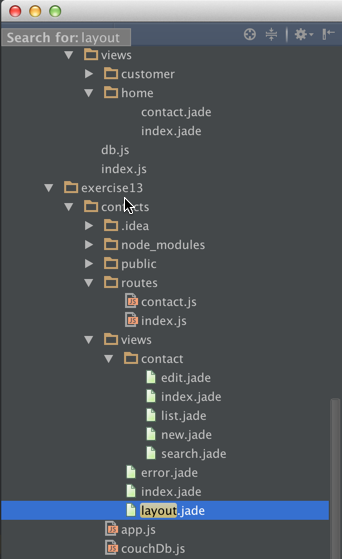 Search for: layout
views
customer
home
contact.jade
index.jade
db.js
index.js
exercise13
contacts
.idea
node_modules
public
routes
contact.js
index.js
views
contact
edit.jade
index.jade
list.jade
new.jade
search.jade
error.jade
index.jade
layout.jade
app.js
couchDb.js